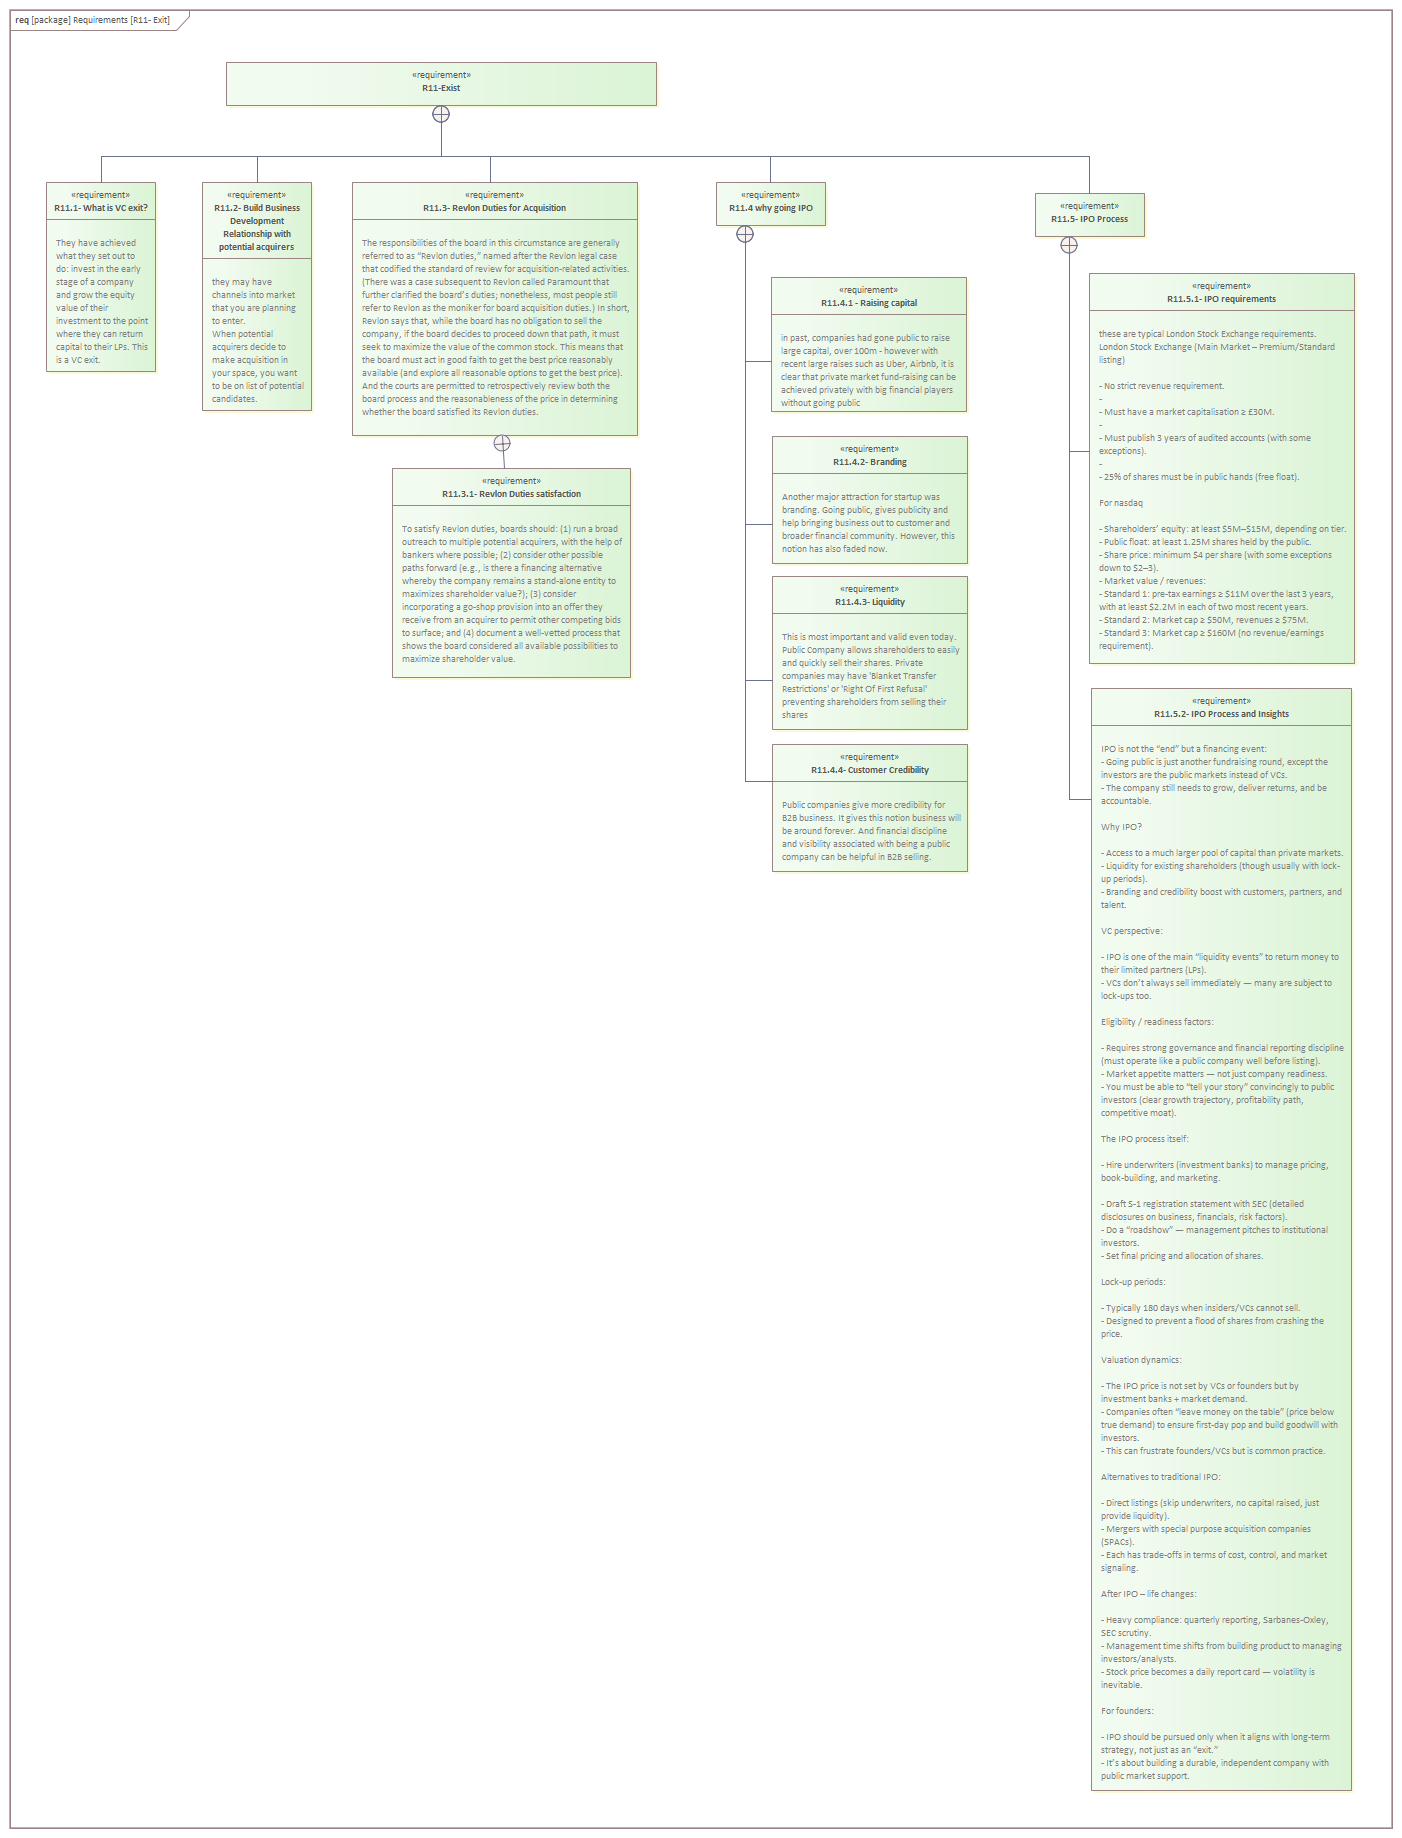 req [package] Requirements [R11- Exit]
«requirement»
R11-Exist
«requirement»
R11.1- What is VC exit?
They have achieved
what they set out to
do: invest in the early
stage of a company
and grow the equity
value of their
investment to the point
where they can return
capital to their LPs. This
is a VC exit.
«requirement»
R11.2- Build Business
Development
Relationship with
potential acquirers
they may have
channels into market
that you are planning
to enter.
When potential
acquirers decide to
make acquisition in
your space, you want
to be on list of potential
candidates.
«requirement»
R11.3- Revlon Duties for Acquisition
The responsibilities of the board in this circumstance are generally
referred to as “Revlon duties,” named after the Revlon legal case
that codified the standard of review for acquisition-related activities.
(There was a case subsequent to Revlon called Paramount that
further clarified the board’s duties; nonetheless, most people still
refer to Revlon as the moniker for board acquisition duties.) In short,
Revlon says that, while the board has no obligation to sell the
company, if the board decides to proceed down that path, it must
seek to maximize the value of the common stock. This means that
the board must act in good faith to get the best price reasonably
available (and explore all reasonable options to get the best price).
And the courts are permitted to retrospectively review both the
board process and the reasonableness of the price in determining
whether the board satisfied its Revlon duties.
«requirement»
R11.3.1- Revlon Duties satisfaction
To satisfy Revlon duties, boards should: (1) run a broad
outreach to multiple potential acquirers, with the help of
bankers where possible; (2) consider other possible
paths forward (e.g., is there a financing alternative
whereby the company remains a stand-alone entity to
maximizes shareholder value?); (3) consider
incorporating a go-shop provision into an offer they
receive from an acquirer to permit other competing bids
to surface; and (4) document a well-vetted process that
shows the board considered all available possibilities to
maximize shareholder value.
«requirement»
R11.4 why going IPO
«requirement»
R11.4.1 - Raising capital
in past, companies had gone public to raise
large capital, over 100m - however with
recent large raises such as Uber, Airbnb, it is
clear that private market fund-raising can be
achieved privately with big financial players
without going public
«requirement»
R11.4.2- Branding
Another major attraction for startup was
branding. Going public, gives publicity and
help bringing business out to customer and
broader financial community. However, this
notion has also faded now.
«requirement»
R11.4.3- Liquidity
This is most important and valid even today.
Public Company allows shareholders to easily
and quickly sell their shares. Private
companies may have 'Blanket Transfer
Restrictions' or 'Right Of First Refusal'
preventing shareholders from selling their
shares
«requirement»
R11.4.4- Customer Credibility
Public companies give more credibility for
B2B business. It gives this notion business will
be around forever. And financial discipline
and visibility associated with being a public
company can be helpful in B2B selling.
«requirement»
R11.5- IPO Process
«requirement»
R11.5.1- IPO requirements
these are typical London Stock Exchange requirements.
London Stock Exchange (Main Market – Premium/Standard
listing)
- No strict revenue requirement.
-
- Must have a market capitalisation ≥ £30M.
-
- Must publish 3 years of audited accounts (with some
exceptions).
-
- 25% of shares must be in public hands (free float).
For nasdaq
- Shareholders’ equity: at least $5M–$15M, depending on tier.
- Public float: at least 1.25M shares held by the public.
- Share price: minimum $4 per share (with some exceptions
down to $2–3).
- Market value / revenues:
- Standard 1: pre-tax earnings ≥ $11M over the last 3 years,
with at least $2.2M in each of two most recent years.
- Standard 2: Market cap ≥ $50M, revenues ≥ $75M.
- Standard 3: Market cap ≥ $160M (no revenue/earnings
requirement).
«requirement»
R11.5.2- IPO Process and Insights
IPO is not the “end” but a financing event:
- Going public is just another fundraising round, except the
investors are the public markets instead of VCs.
- The company still needs to grow, deliver returns, and be
accountable.
Why IPO?
- Access to a much larger pool of capital than private markets.
- Liquidity for existing shareholders (though usually with lock-
up periods).
- Branding and credibility boost with customers, partners, and
talent.
VC perspective:
- IPO is one of the main “liquidity events” to return money to
their limited partners (LPs).
- VCs don’t always sell immediately — many are subject to
lock-ups too.
Eligibility / readiness factors:
- Requires strong governance and financial reporting discipline
(must operate like a public company well before listing).
- Market appetite matters — not just company readiness.
- You must be able to “tell your story” convincingly to public
investors (clear growth trajectory, profitability path,
competitive moat).
The IPO process itself:
- Hire underwriters (investment banks) to manage pricing,
book-building, and marketing.
- Draft S-1 registration statement with SEC (detailed
disclosures on business, financials, risk factors).
- Do a “roadshow” — management pitches to institutional
investors.
- Set final pricing and allocation of shares.
Lock-up periods:
- Typically 180 days when insiders/VCs cannot sell.
- Designed to prevent a flood of shares from crashing the
price.
Valuation dynamics:
- The IPO price is not set by VCs or founders but by
investment banks + market demand.
- Companies often “leave money on the table” (price below
true demand) to ensure first-day pop and build goodwill with
investors.
- This can frustrate founders/VCs but is common practice.
Alternatives to traditional IPO:
- Direct listings (skip underwriters, no capital raised, just
provide liquidity).
- Mergers with special purpose acquisition companies
(SPACs).
- Each has trade-offs in terms of cost, control, and market
signaling.
After IPO – life changes:
- Heavy compliance: quarterly reporting, Sarbanes-Oxley,
SEC scrutiny.
- Management time shifts from building product to managing
investors/analysts.
- Stock price becomes a daily report card — volatility is
inevitable.
For founders:
- IPO should be pursued only when it aligns with long-term
strategy, not just as an “exit.”
- It’s about building a durable, independent company with
public market support.